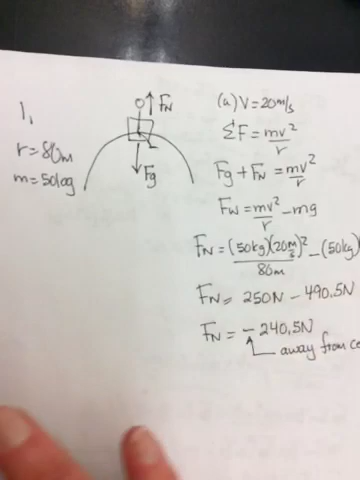 1.
r = 80m
m = 50kg
FN
Fg
(a) V = 20m/s
ΣF = mv²/r
Fg + FN = mv²/r
FN = mv²/r - mg
FN = (50kg)(20m/s)²/80m - (50kg)
FN = 250N - 490.5N
FN = - 240.5N
away from